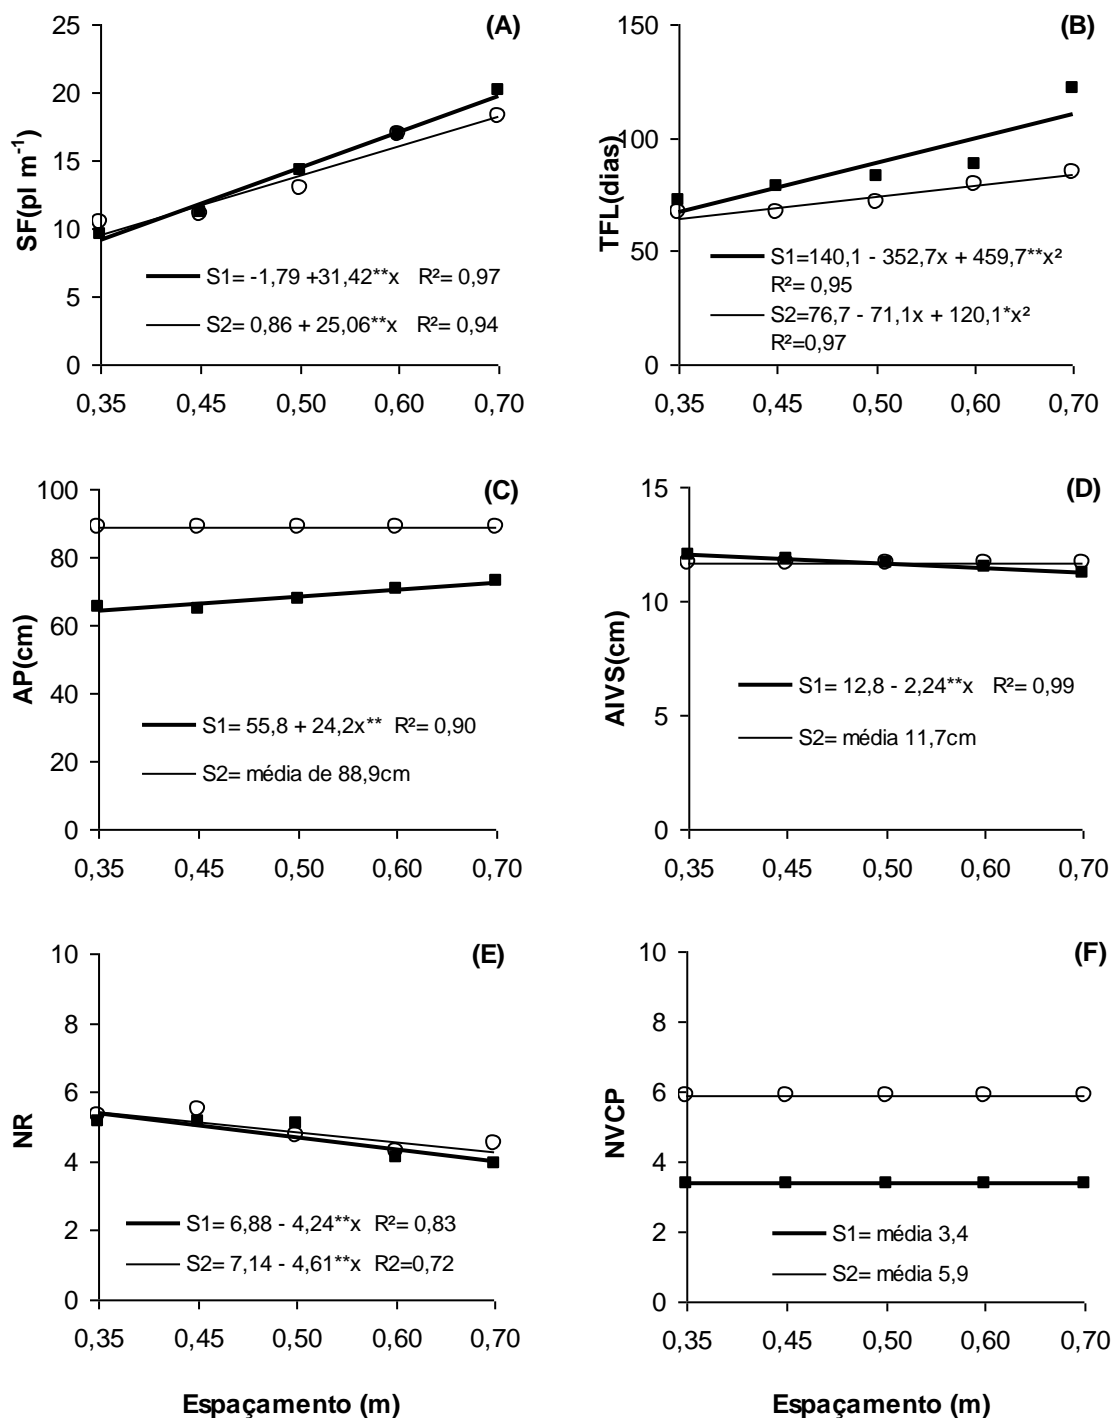 (A)
SF(pl m⁻¹)
25
20
15
10
5
0
S1= -1,79 +31,42**x R²= 0,97
S2= 0,86 + 25,06**x R²= 0,94
0,35 0,45 0,50 0,60 0,70
(B)
TFL(dias)
150
100
50
0
S1=140,1 - 352,7x + 459,7**x²
R²= 0,95
S2=76,7 - 71,1x + 120,1*x²
R²=0,97
0,35 0,45 0,50 0,60 0,70
(C)
AP(cm)
100
80
60
40
20
0
S1= 55,8 + 24,2x** R²= 0,90
S2= média de 88,9cm
0,35 0,45 0,50 0,60 0,70
(D)
AIVS(cm)
15
10
5
0
S1= 12,8 - 2,24**x R²= 0,99
S2= média 11,7cm
0,35 0,45 0,50 0,60 0,70
(E)
NR
10
8
6
4
2
0
S1= 6,88 - 4,24**x R²= 0,83
S2= 7,14 - 4,61**x R2=0,72
0,35 0,45 0,50 0,60 0,70
Espaçamento (m)
(F)
NVCP
10
8
6
4
2
0
S1= média 3,4
S2= média 5,9
0,35 0,45 0,50 0,60 0,70
Espaçamento (m)